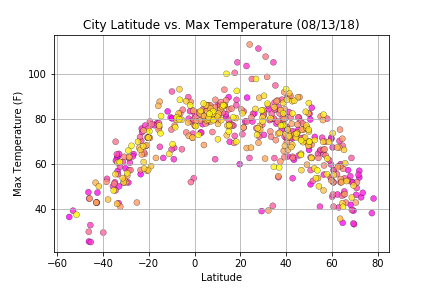 City Latitude vs. Max Temperature (08/13/18)
100
80
60
40
Max Temperature (F)
−60 −40 −20 0 20 40 60 80
Latitude